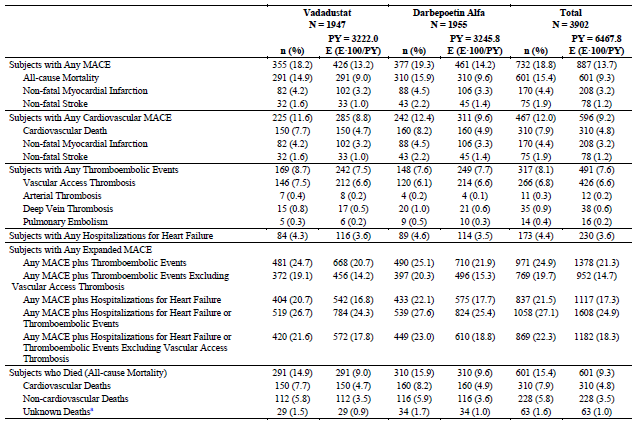 Vadadustat Darbepoetin Alfa Total
N = 1947 N = 1955 N = 3902
PY = 3222.0 PY = 3245.8 PY = 6467.8
n (%) E (E·100/PY) n (%) E (E·100/PY) n (%) E (E·100/PY)
Subjects with Any MACE 355 (18.2) 426 (13.2) 377 (19.3) 461 (14.2) 732 (18.8) 887 (13.7)
All-cause Mortality 291 (14.9) 291 (9.0) 310 (15.9) 310 (9.6) 601 (15.4) 601 (9.3)
Non-fatal Myocardial Infarction 82 (4.2) 102 (3.2) 88 (4.5) 106 (3.3) 170 (4.4) 208 (3.2)
Non-fatal Stroke 32 (1.6) 33 (1.0) 43 (2.2) 45 (1.4) 75 (1.9) 78 (1.2)
Subjects with Any Cardiovascular MACE 225 (11.6) 285 (8.8) 242 (12.4) 311 (9.6) 467 (12.0) 596 (9.2)
Cardiovascular Death 150 (7.7) 150 (4.7) 160 (8.2) 160 (4.9) 310 (7.9) 310 (4.8)
Non-fatal Myocardial Infarction 82 (4.2) 102 (3.2) 88 (4.5) 106 (3.3) 170 (4.4) 208 (3.2)
Non-fatal Stroke 32 (1.6) 33 (1.0) 43 (2.2) 45 (1.4) 75 (1.9) 78 (1.2)
Subjects with Any Thromboembolic Events 169 (8.7) 242 (7.5) 148 (7.6) 249 (7.7) 317 (8.1) 491 (7.6)
Vascular Access Thrombosis 146 (7.5) 212 (6.6) 120 (6.1) 214 (6.6) 266 (6.8) 426 (6.6)
Arterial Thrombosis 7 (0.4) 8 (0.2) 4 (0.2) 4 (0.1) 11 (0.3) 12 (0.2)
Deep Vein Thrombosis 15 (0.8) 17 (0.5) 20 (1.0) 21 (0.6) 35 (0.9) 38 (0.6)
Pulmonary Embolism 5 (0.3) 6 (0.2) 9 (0.5) 10 (0.3) 14 (0.4) 16 (0.2)
Subjects with Any Hospitalizations for Heart Failure 84 (4.3) 116 (3.6) 89 (4.6) 114 (3.5) 173 (4.4) 230 (3.6)
Subjects with Any Expanded MACE
Any MACE plus Thromboembolic Events 481 (24.7) 668 (20.7) 490 (25.1) 710 (21.9) 971 (24.9) 1378 (21.3)
Any MACE plus Thromboembolic Events Excluding 372 (19.1) 456 (14.2) 397 (20.3) 496 (15.3) 769 (19.7) 952 (14.7)
Vascular Access Thrombosis
Any MACE plus Hospitalizations for Heart Failure 404 (20.7) 542 (16.8) 433 (22.1) 575 (17.7) 837 (21.5) 1117 (17.3)
Any MACE plus Hospitalizations for Heart Failure or 519 (26.7) 784 (24.3) 539 (27.6) 824 (25.4) 1058 (27.1) 1608 (24.9)
Thromboembolic Events
Any MACE plus Hospitalizations for Heart Failure or 420 (21.6) 572 (17.8) 449 (23.0) 610 (18.8) 869 (22.3) 1182 (18.3)
Thromboembolic Events Excluding Vascular Access
Thrombosis
Subjects who Died (All-cause Mortality) 291 (14.9) 291 (9.0) 310 (15.9) 310 (9.6) 601 (15.4) 601 (9.3)
Cardiovascular Deaths 150 (7.7) 150 (4.7) 160 (8.2) 160 (4.9) 310 (7.9) 310 (4.8)
Non-cardiovascular Deaths 112 (5.8) 112 (3.5) 116 (5.9) 116 (3.6) 228 (5.8) 228 (3.5)
Unknown Deathsᵃ 29 (1.5) 29 (0.9) 34 (1.7) 34 (1.0) 63 (1.6) 63 (1.0)